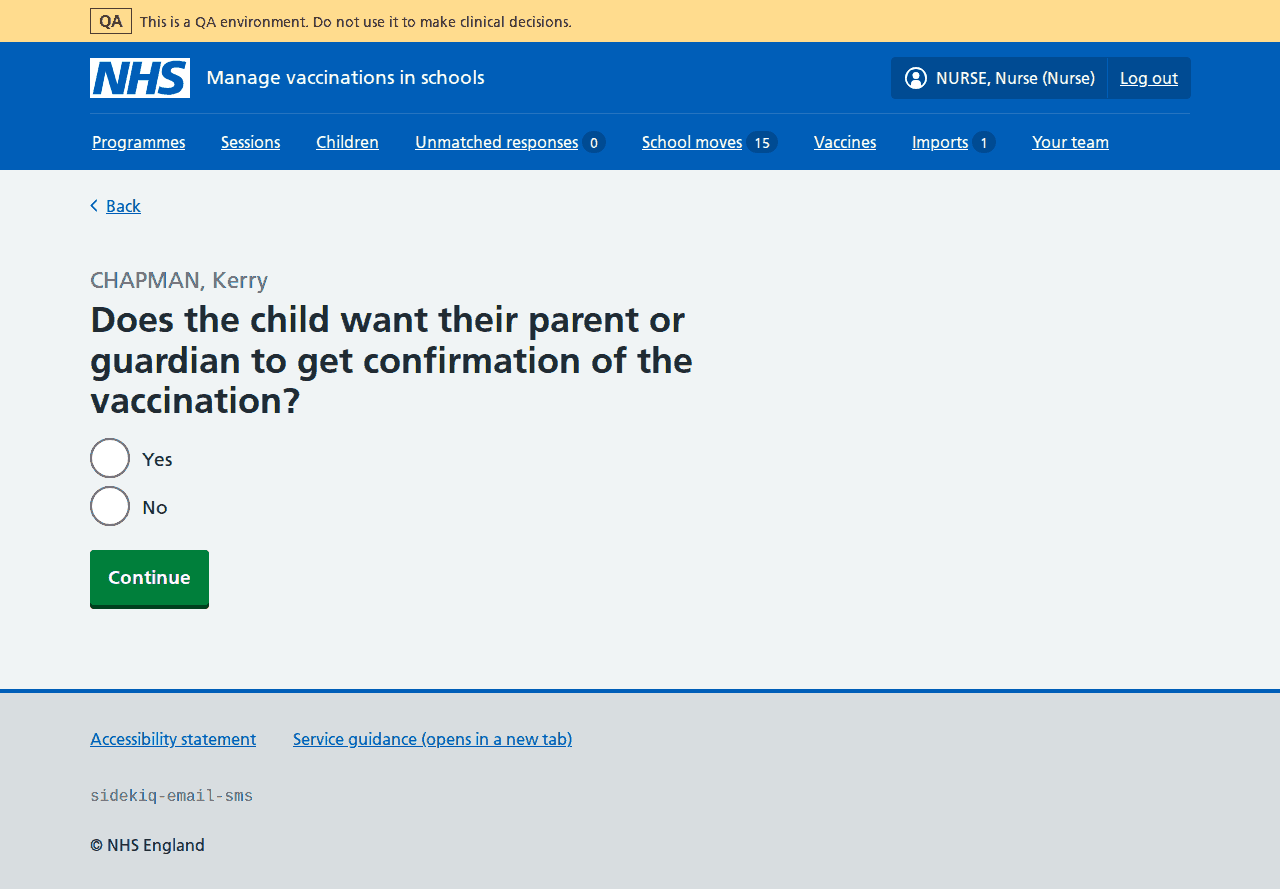 QA This is a QA environment. Do not use it to make clinical decisions.
NHS Manage vaccinations in schools NURSE, Nurse (Nurse) Log out
Programmes Sessions Children Unmatched responses 0 School moves 15 Vaccines Imports 1 Your team
Back
CHAPMAN, Kerry
Does the child want their parent or
guardian to get confirmation of the
vaccination?
Yes
No
Continue
Accessibility statement Service guidance (opens in a new tab)
sidekiq-email-sms
© NHS England